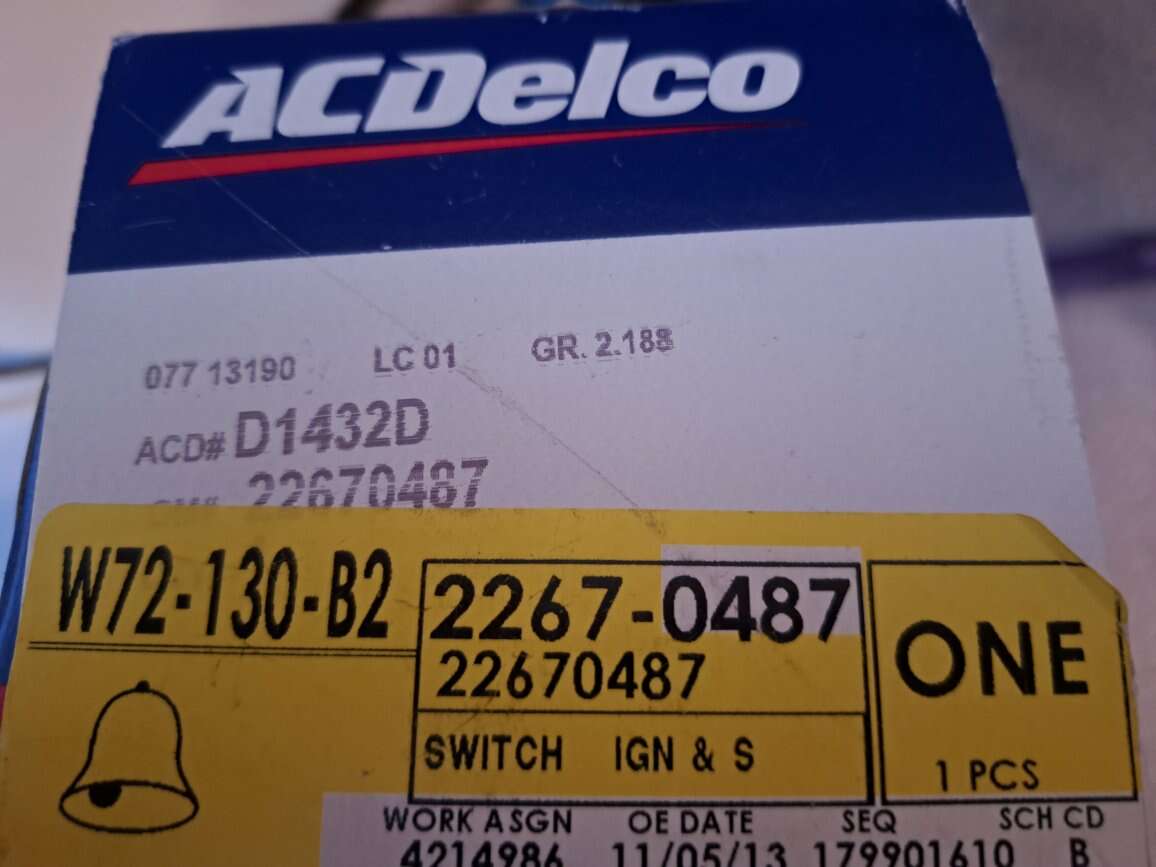 ACDelco
077 13190 LC 01 GR. 2.188
ACD# D1432D
22670487
W72-130-B2
2267-0487
22670487
SWITCH IGN & S
ONE
1 PCS
WORK ASGN OE DATE SEQ SCH CD
4214986 11/05/13 179901610 B